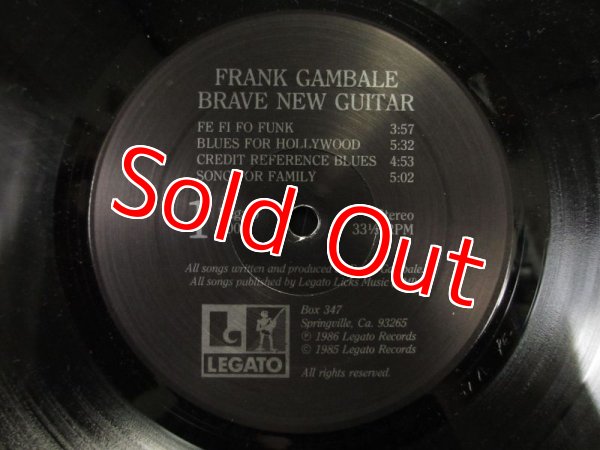 FRANK GAMBALE
BRAVE NEW GUITAR
FE FI FO FUNK 3:57
BLUES FOR HOLLYWOOD 5:32
CREDIT REFERENCE BLUES 4:53
SONG FOR FAMILY 5:02
Sold Out
1
Stereo
33⅓ RPM
All songs written and produced Gambale.
All songs published by Legato Licks Music
Box 347
Springville, Ca. 93265
℗ 1986 Legato Records
© 1985 Legato Records
All rights reserved.
LEGATO